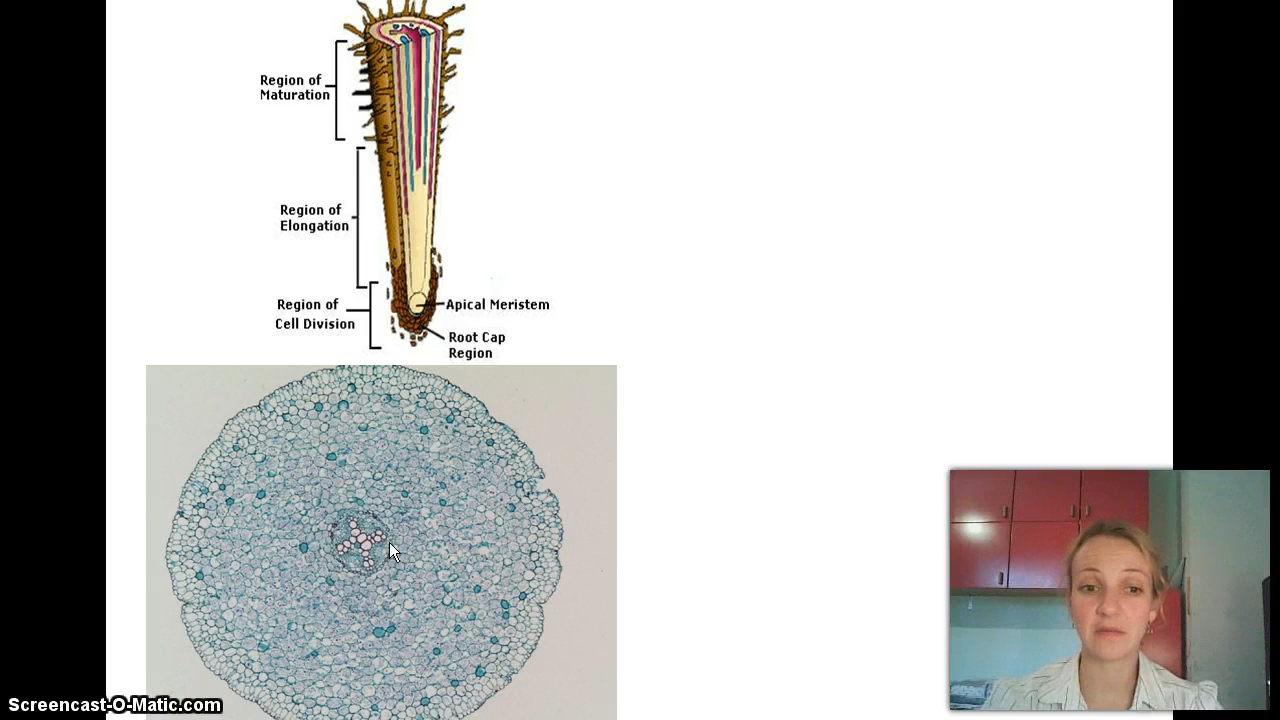 Region of
Maturation
Region of
Elongation
Region of
Cell Division
Apical Meristem
Root Cap
Region
Screencast-O-Matic.com